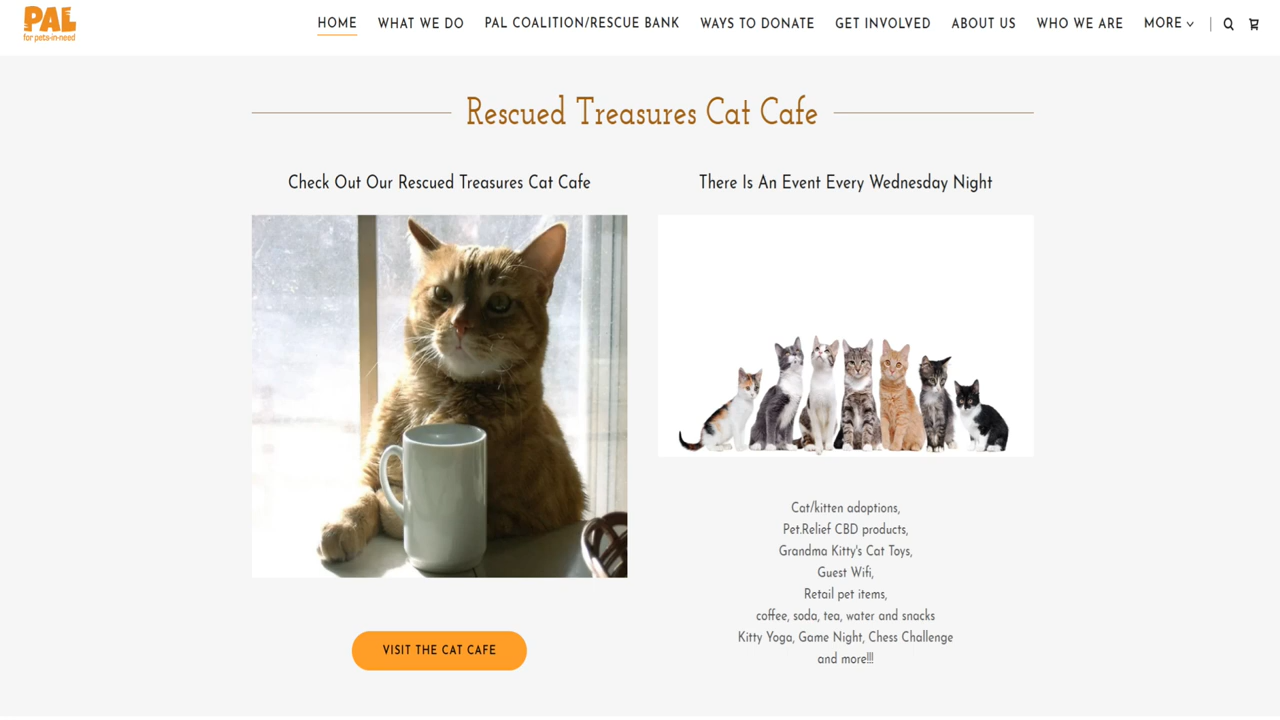 PAL
for pets-in-need
HOME
WHAT WE DO
PAL COALITION/RESCUE BANK
WAYS TO DONATE
GET INVOLVED
ABOUT US
WHO WE ARE
MORE
Rescued Treasures Cat Cafe
Check Out Our Rescued Treasures Cat Cafe
VISIT THE CAT CAFE
There Is An Event Every Wednesday Night
Cat/kitten adoptions,
Pet.Relief CBD products,
Grandma Kitty's Cat Toys,
Guest Wifi,
Retail pet items,
coffee, soda, tea, water and snacks
Kitty Yoga, Game Night, Chess Challenge
and more!!!